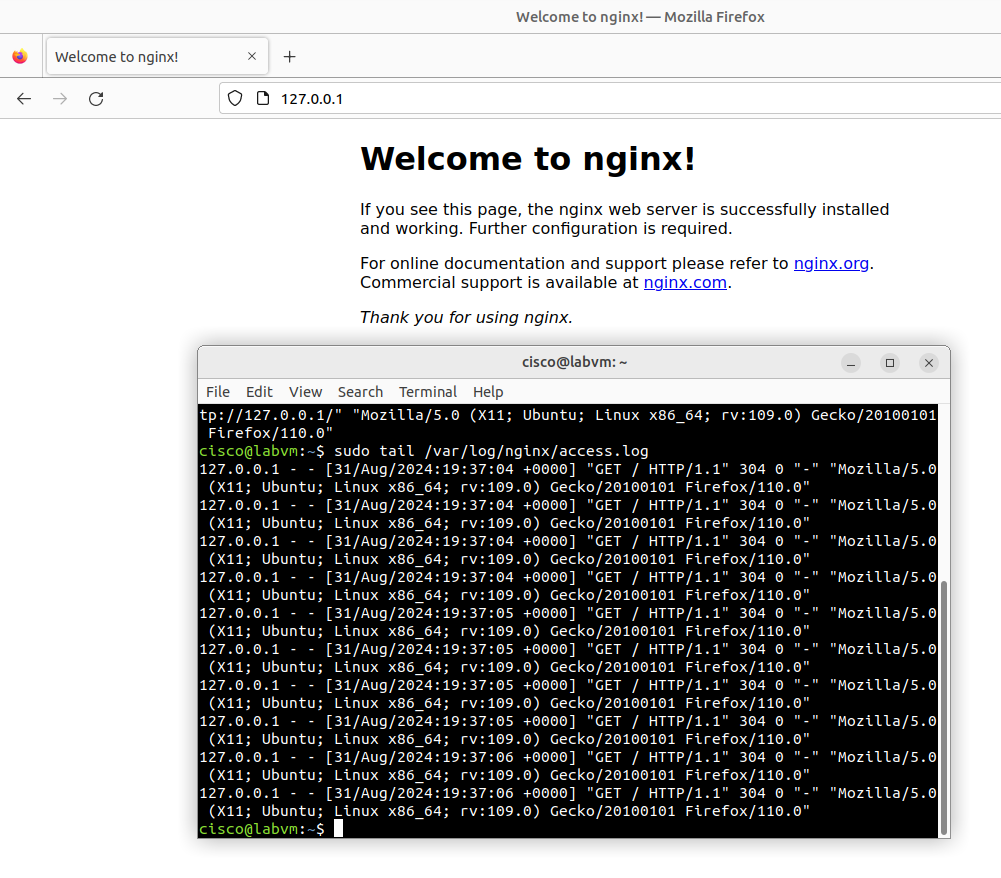 Welcome to nginx! — Mozilla Firefox
Welcome to nginx!
127.0.0.1
Welcome to nginx!
If you see this page, the nginx web server is successfully installed
and working. Further configuration is required.
For online documentation and support please refer to nginx.org.
Commercial support is available at nginx.com.
Thank you for using nginx.
cisco@labvm: ~
File Edit View Search Terminal Help
tp://127.0.0.1/" "Mozilla/5.0 (X11; Ubuntu; Linux x86_64; rv:109.0) Gecko/20100101
 Firefox/110.0"
cisco@labvm:~$ sudo tail /var/log/nginx/access.log
127.0.0.1 - - [31/Aug/2024:19:37:04 +0000] "GET / HTTP/1.1" 304 0 "-" "Mozilla/5.0
 (X11; Ubuntu; Linux x86_64; rv:109.0) Gecko/20100101 Firefox/110.0"
127.0.0.1 - - [31/Aug/2024:19:37:04 +0000] "GET / HTTP/1.1" 304 0 "-" "Mozilla/5.0
 (X11; Ubuntu; Linux x86_64; rv:109.0) Gecko/20100101 Firefox/110.0"
127.0.0.1 - - [31/Aug/2024:19:37:04 +0000] "GET / HTTP/1.1" 304 0 "-" "Mozilla/5.0
 (X11; Ubuntu; Linux x86_64; rv:109.0) Gecko/20100101 Firefox/110.0"
127.0.0.1 - - [31/Aug/2024:19:37:04 +0000] "GET / HTTP/1.1" 304 0 "-" "Mozilla/5.0
 (X11; Ubuntu; Linux x86_64; rv:109.0) Gecko/20100101 Firefox/110.0"
127.0.0.1 - - [31/Aug/2024:19:37:05 +0000] "GET / HTTP/1.1" 304 0 "-" "Mozilla/5.0
 (X11; Ubuntu; Linux x86_64; rv:109.0) Gecko/20100101 Firefox/110.0"
127.0.0.1 - - [31/Aug/2024:19:37:05 +0000] "GET / HTTP/1.1" 304 0 "-" "Mozilla/5.0
 (X11; Ubuntu; Linux x86_64; rv:109.0) Gecko/20100101 Firefox/110.0"
127.0.0.1 - - [31/Aug/2024:19:37:05 +0000] "GET / HTTP/1.1" 304 0 "-" "Mozilla/5.0
 (X11; Ubuntu; Linux x86_64; rv:109.0) Gecko/20100101 Firefox/110.0"
127.0.0.1 - - [31/Aug/2024:19:37:05 +0000] "GET / HTTP/1.1" 304 0 "-" "Mozilla/5.0
 (X11; Ubuntu; Linux x86_64; rv:109.0) Gecko/20100101 Firefox/110.0"
127.0.0.1 - - [31/Aug/2024:19:37:06 +0000] "GET / HTTP/1.1" 304 0 "-" "Mozilla/5.0
 (X11; Ubuntu; Linux x86_64; rv:109.0) Gecko/20100101 Firefox/110.0"
127.0.0.1 - - [31/Aug/2024:19:37:06 +0000] "GET / HTTP/1.1" 304 0 "-" "Mozilla/5.0
 (X11; Ubuntu; Linux x86_64; rv:109.0) Gecko/20100101 Firefox/110.0"
cisco@labvm:~$